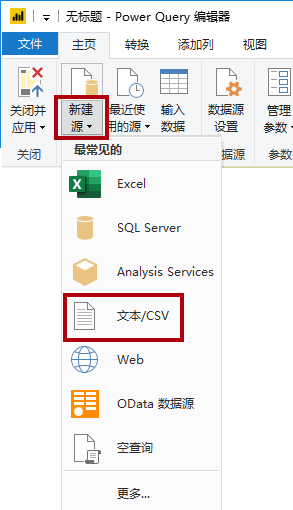 无标题 - Power Query 编辑器
文件 主页 转换 添加列 视图
关闭并 新建 最近使 输入 数据源 管理
应用 源 用的源 数据 设置 参数
关闭 据源 参数
最常见的
Excel
SQL Server
Analysis Services
文本/CSV
Web
OData 数据源
空查询
更多...